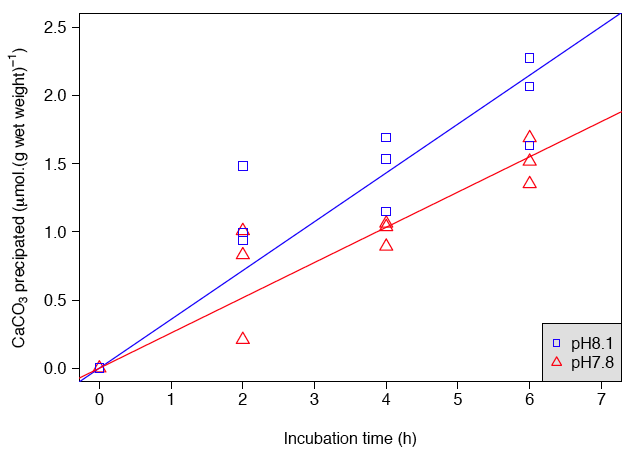 CaCO₃ precipated (μmol.(g wet weight)⁻¹)
2.5
2.0
1.5
1.0
0.5
0.0
0 1 2 3 4 5 6 7
Incubation time (h)
pH8.1
pH7.8